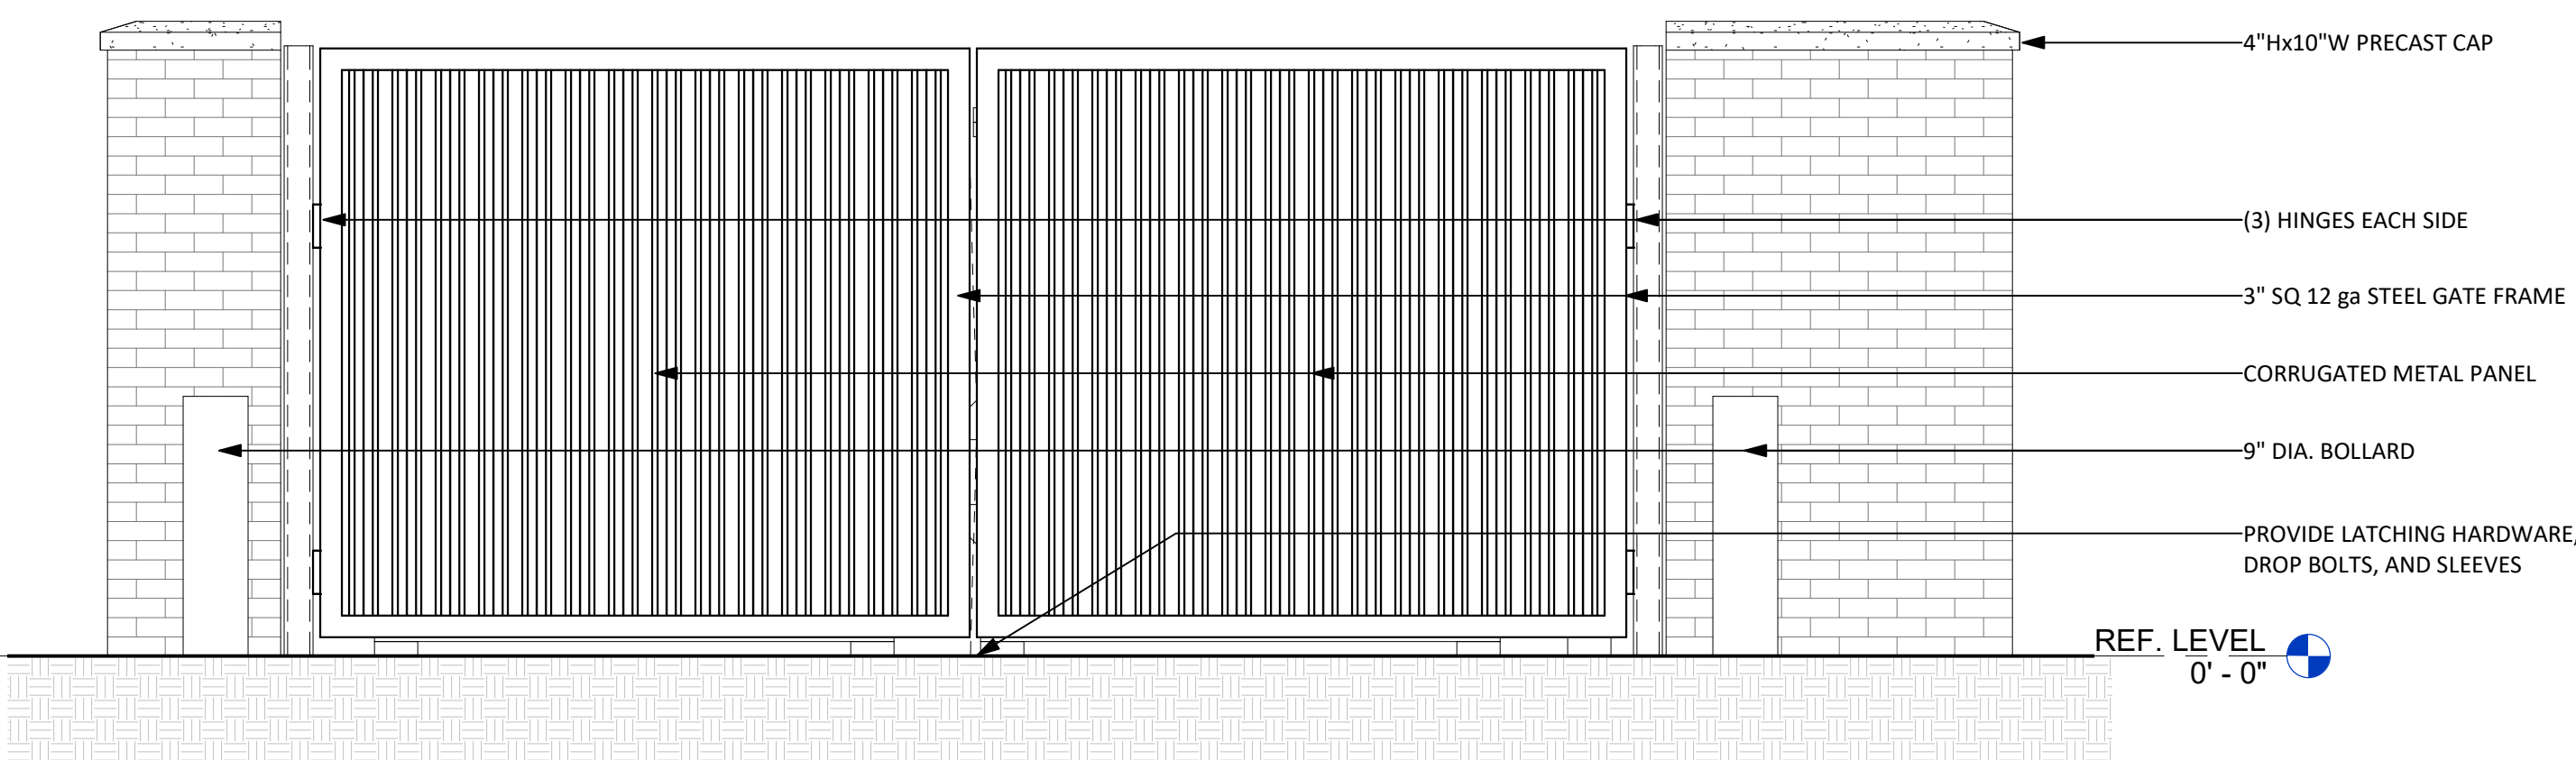 4"Hx10"W PRECAST CAP
(3) HINGES EACH SIDE
3" SQ 12 ga STEEL GATE FRAME
CORRUGATED METAL PANEL
9" DIA. BOLLARD
PROVIDE LATCHING HARDWARE,
DROP BOLTS, AND SLEEVES
REF. LEVEL
0' - 0"